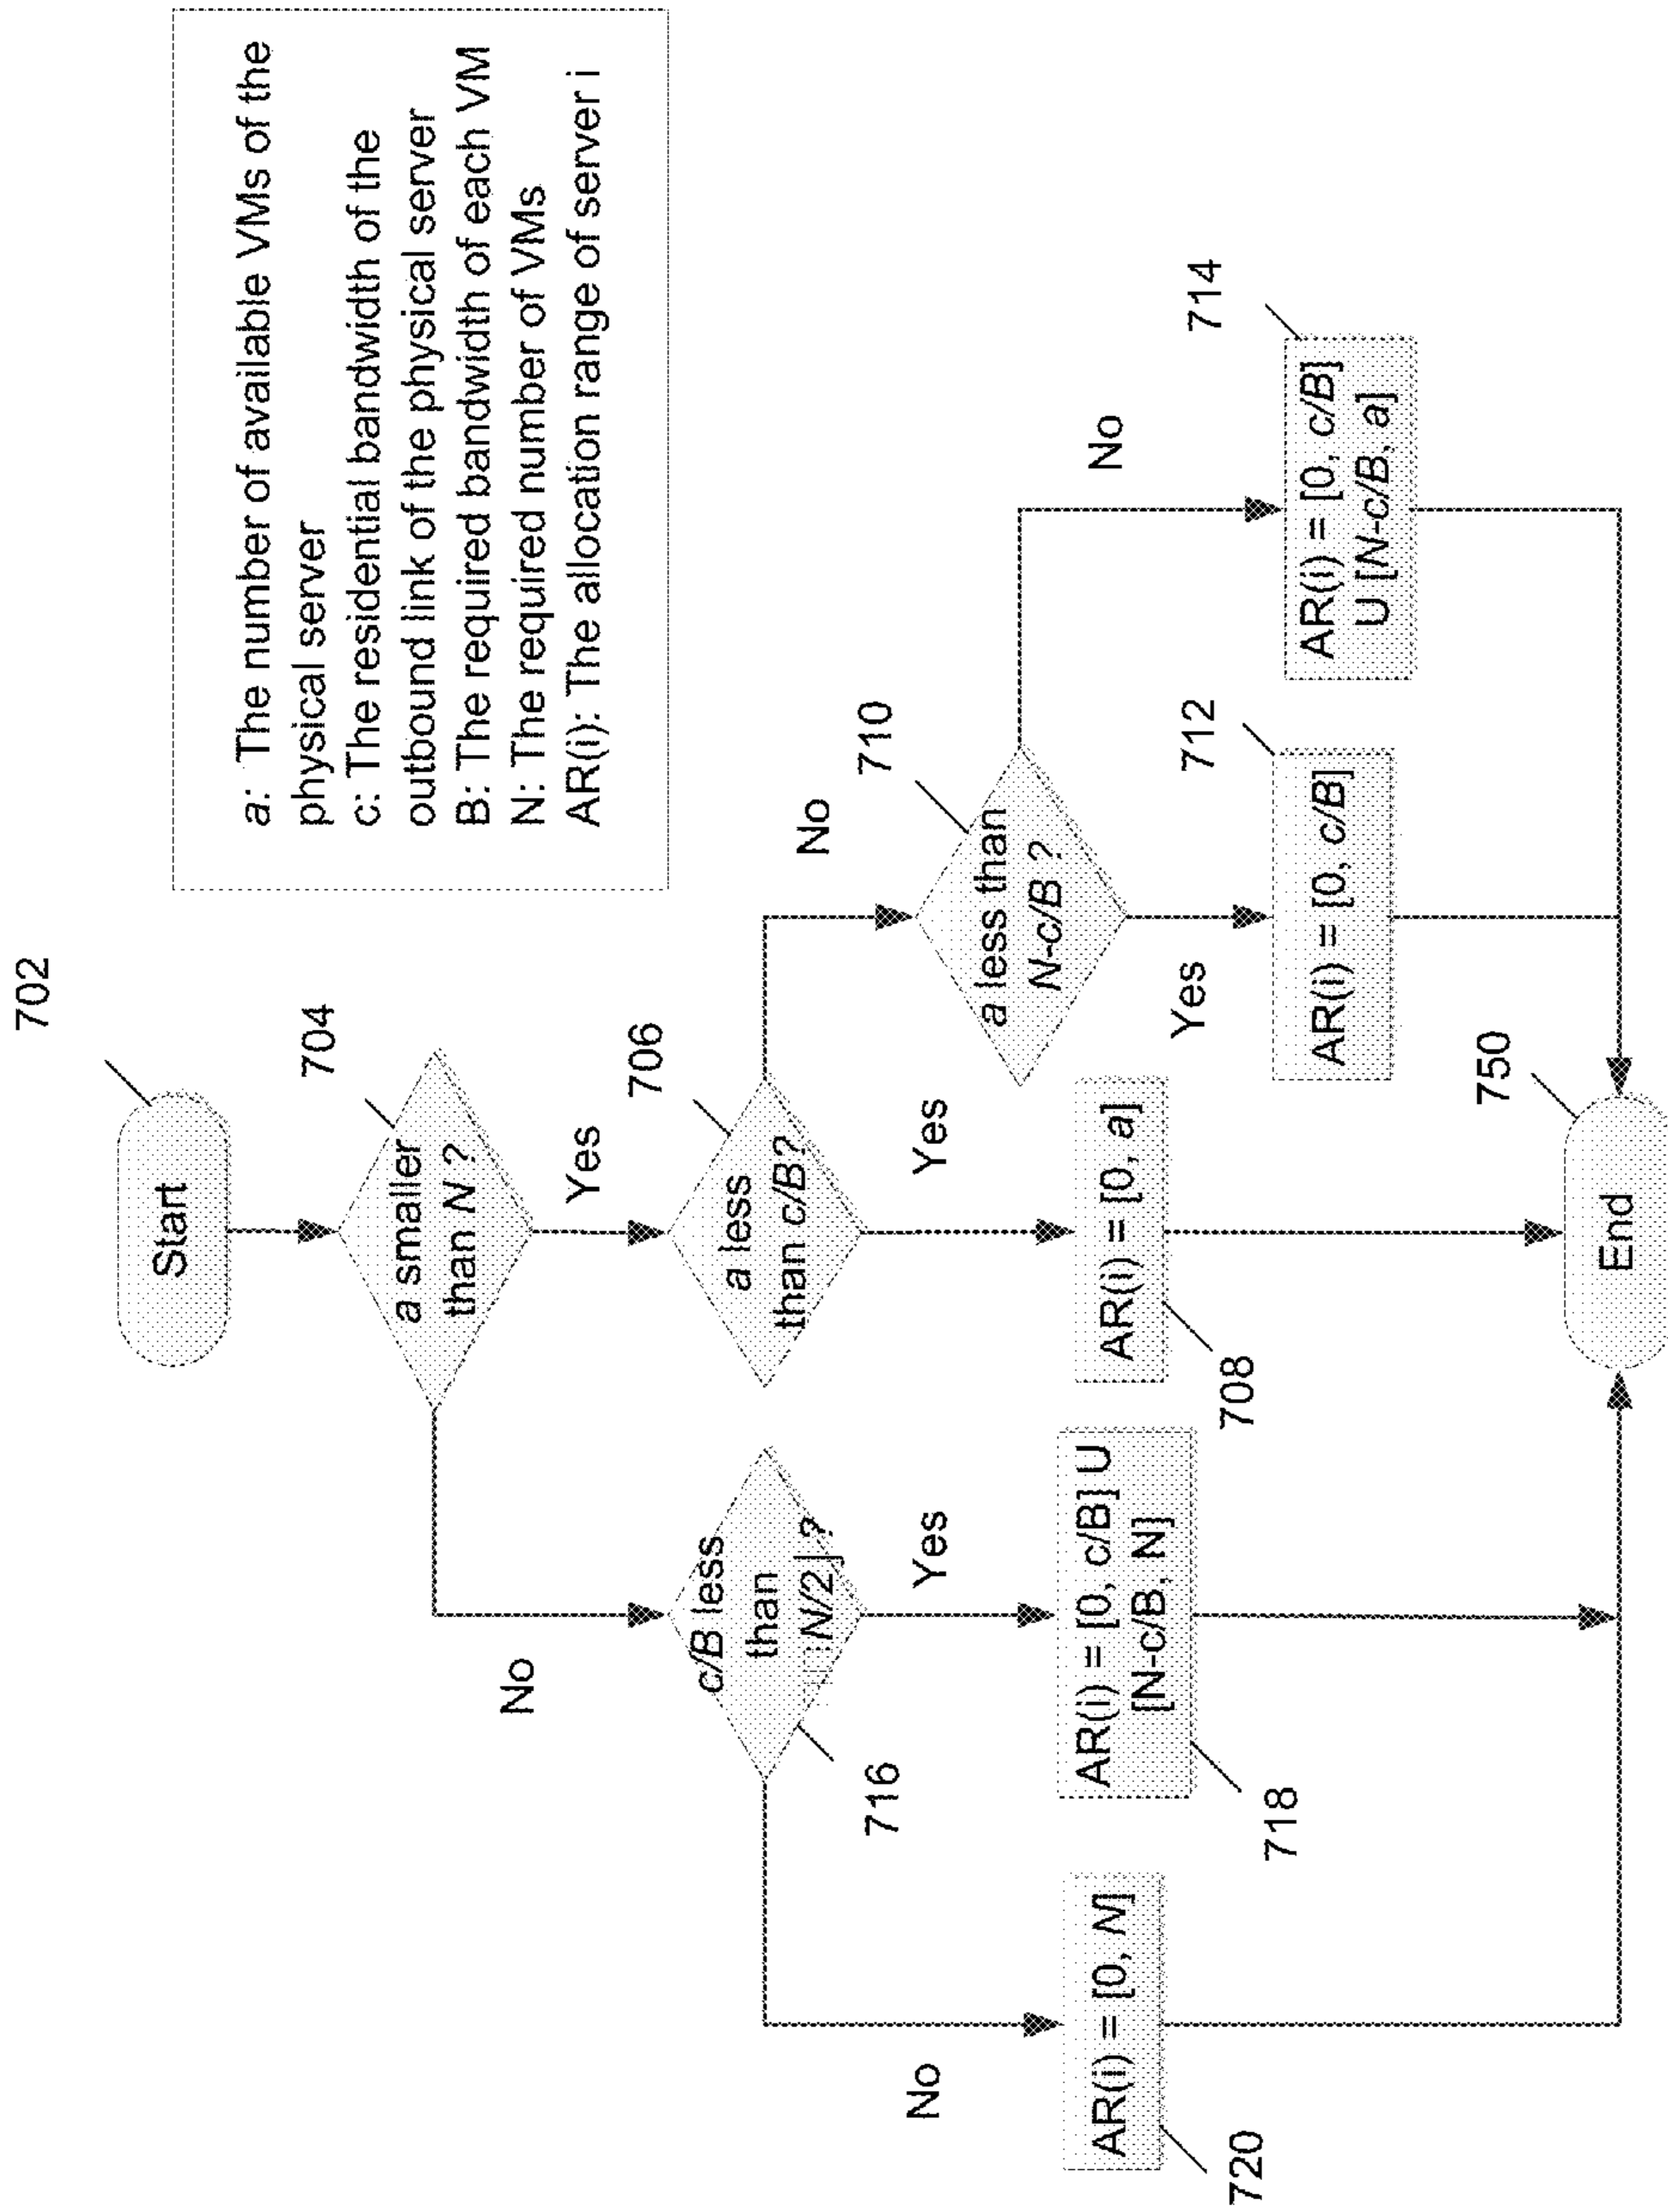 702
Start
704
a smaller
than N ?
Yes
No
706
a less
than c/B?
716
c/B less
than
N/2⌋ ?
No
710
a less than
N-c/B ?
No
Yes
Yes
Yes
No
720
AR(i) = [0, N]
718
AR(i) = [0, c/B] U
[N-c/B, N]
708
AR(i) = [0, a]
712
AR(i) = [0, c/B]
714
AR(i) = [0, c/B]
U [N-c/B, a]
750
End
a: The number of available VMs of the
physical server
c: The residential bandwidth of the
outbound link of the physical server
B: The required bandwidth of each VM
N: The required number of VMs
AR(i): The allocation range of server i